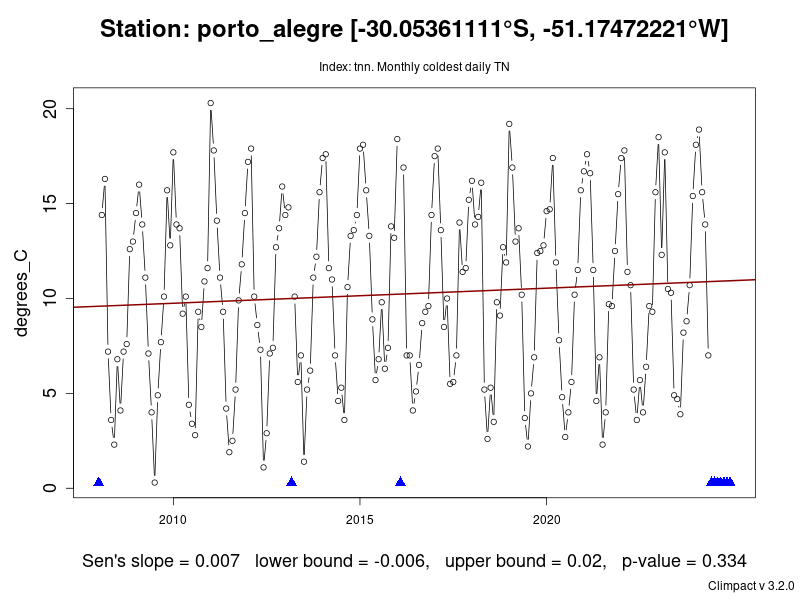 Station: porto_alegre [-30.05361111°S, -51.17472221°W]
Index: tnn. Monthly coldest daily TN
degrees_C
20
15
10
5
0
2010 2015 2020
Sen's slope = 0.007 lower bound = -0.006, upper bound = 0.02, p-value = 0.334
Climpact v 3.2.0